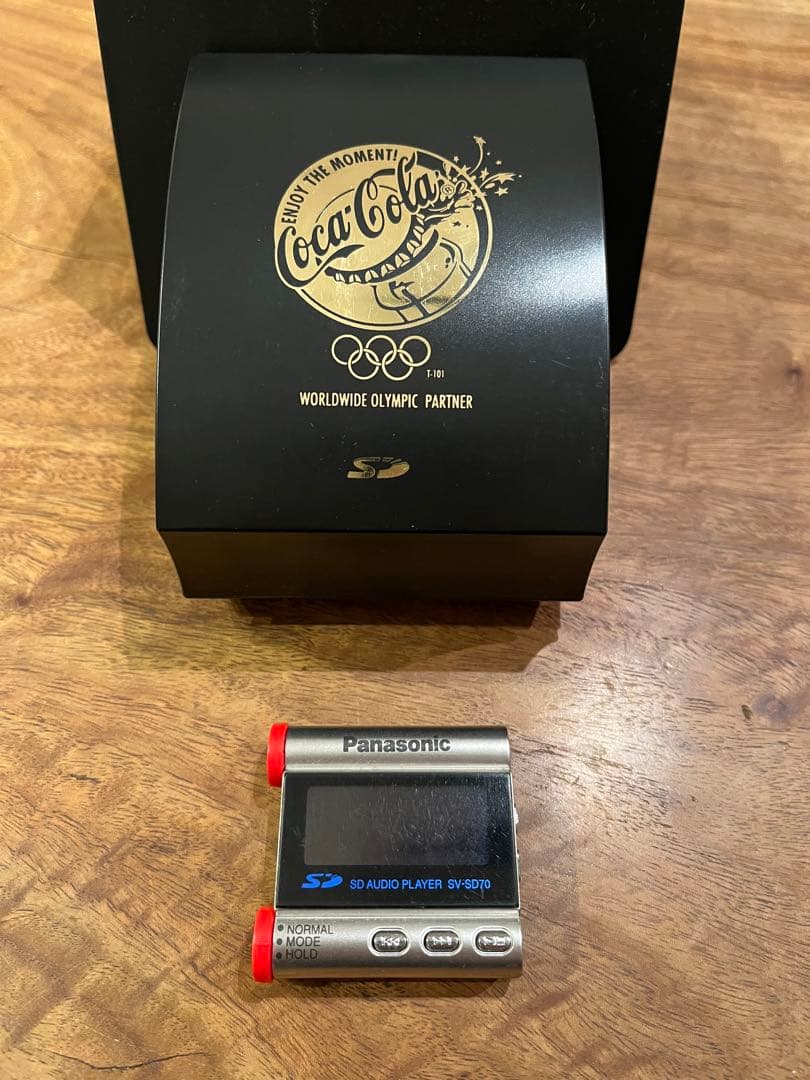 ENJOY THE MOMENT!
Coca-Cola
T-101
WORLDWIDE OLYMPIC PARTNER
SD
Panasonic
SD SD AUDIO PLAYER SV-SD70
NORMAL
MODE
HOLD